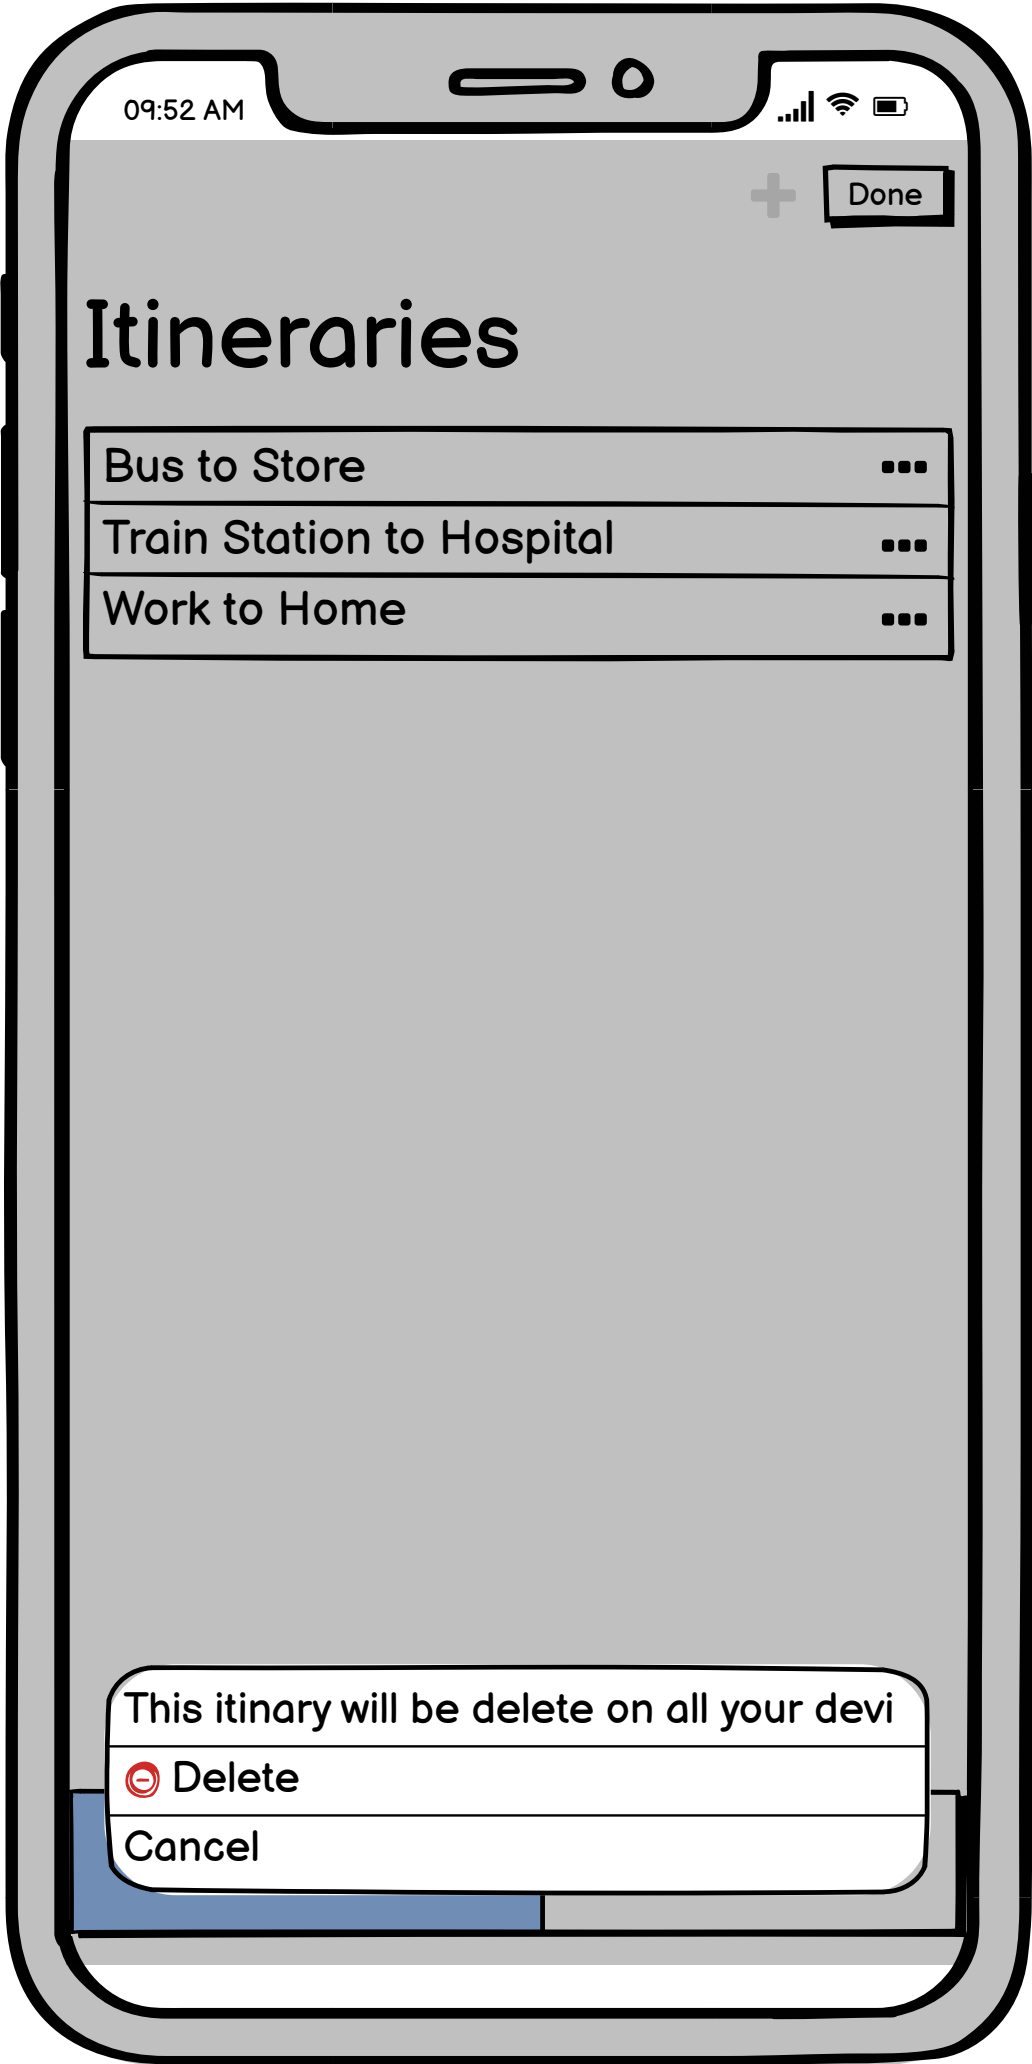 09:52 AM
Done
Itineraries
Bus to Store
Train Station to Hospital
Work to Home
This itinary will be delete on all your devi
Delete
Cancel